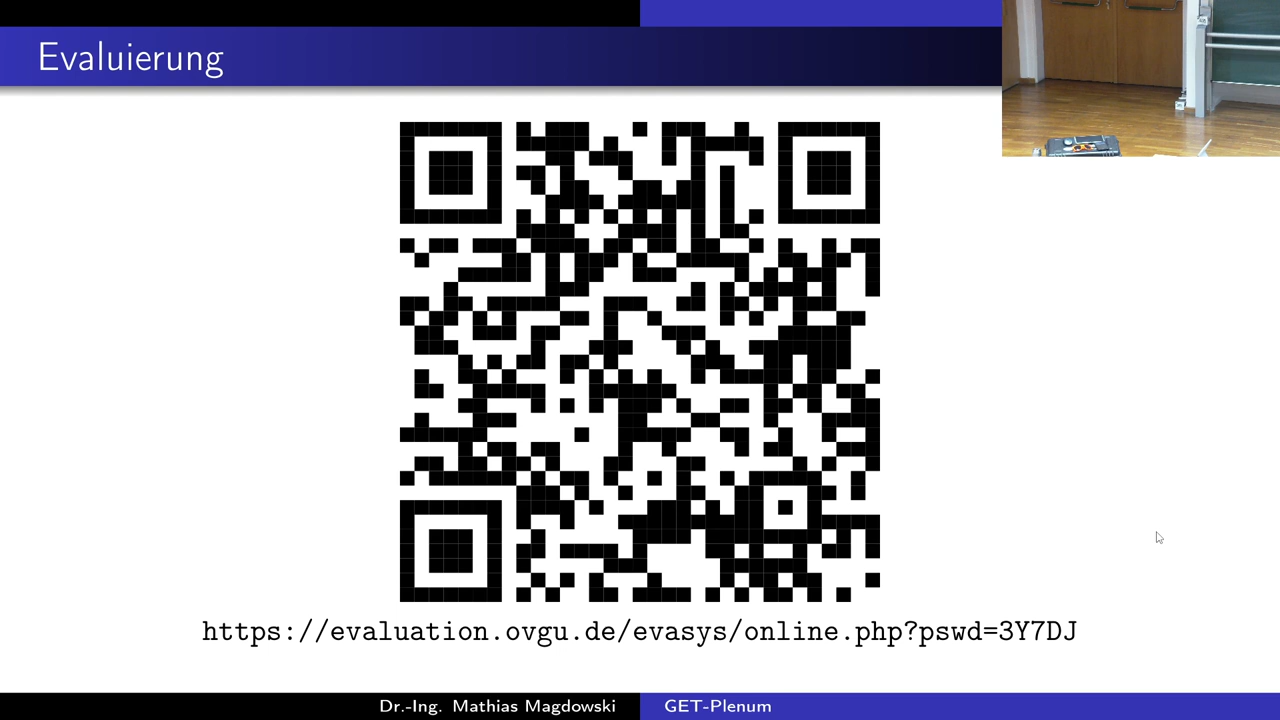 Evaluierung
https://evaluation.ovgu.de/evasys/online.php?pswd=3Y7DJ
Dr.-Ing. Mathias Magdowski
GET-Plenum